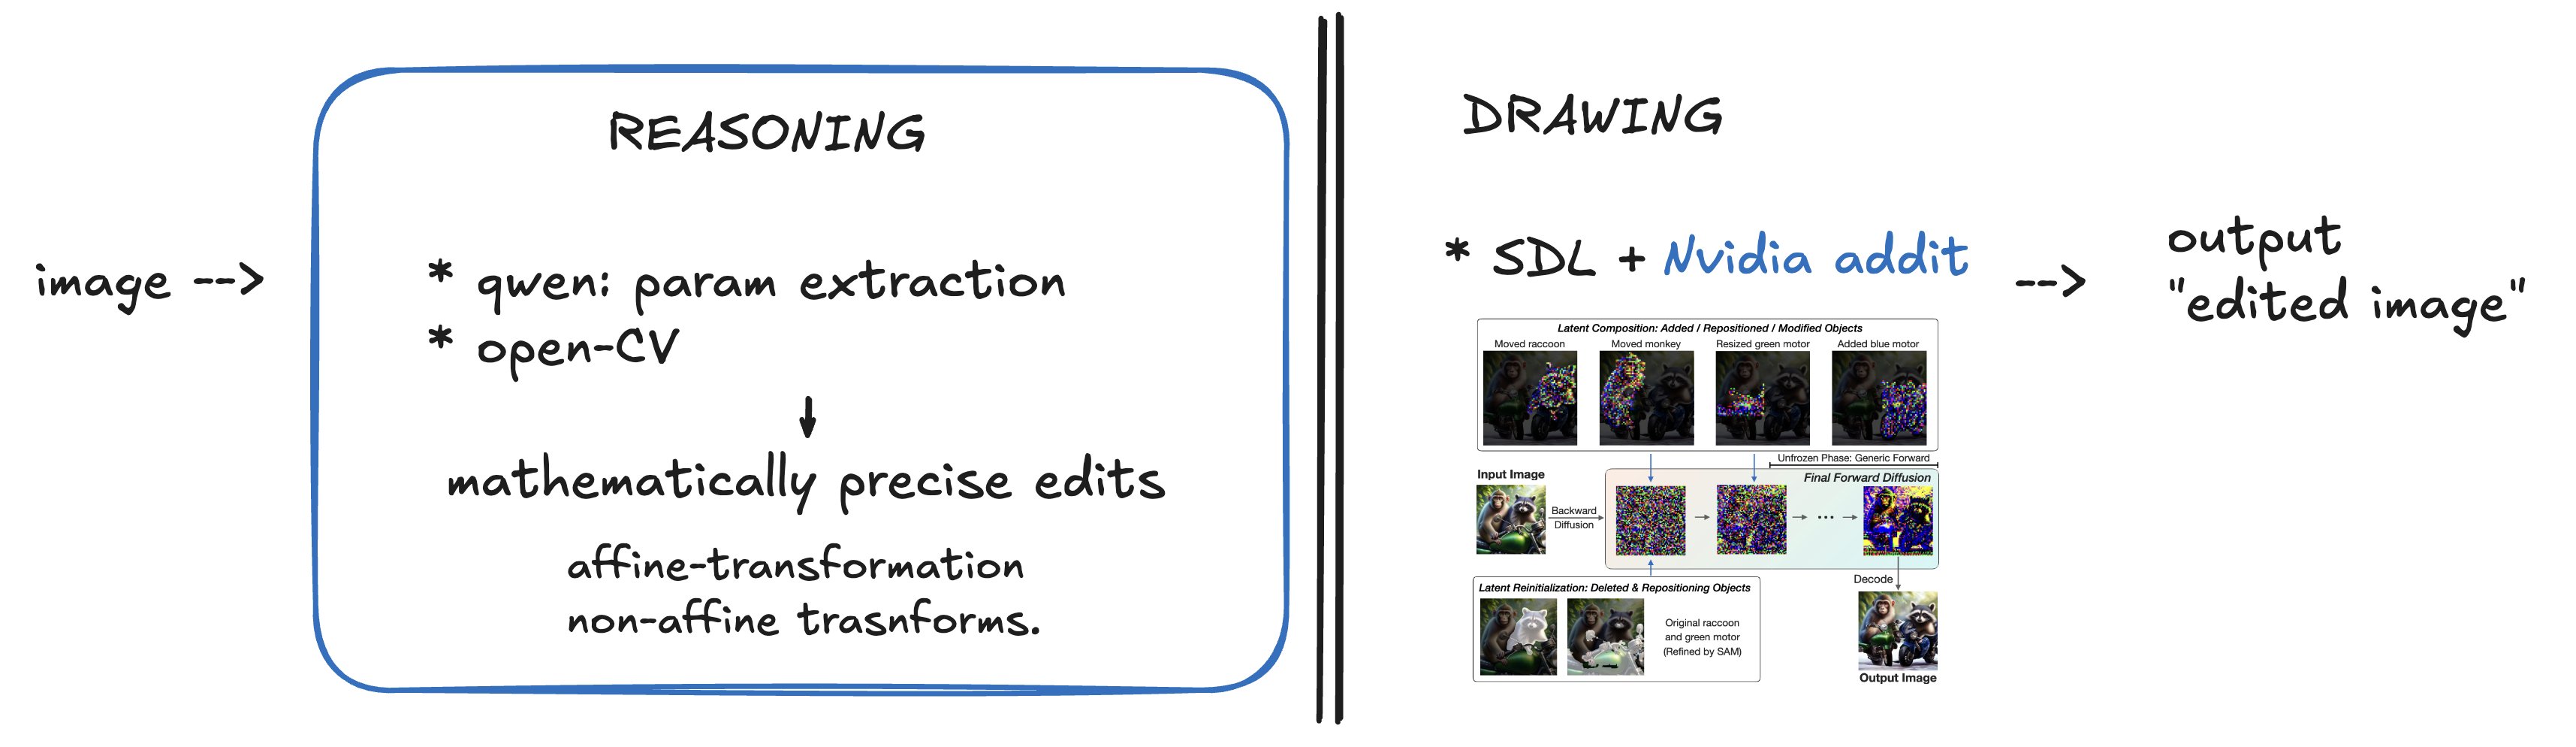 image -->
REASONING
* qwen: param extraction
* open-CV
mathematically precise edits
affine-transformation
non-affine trasnforms.
DRAWING
* SDL + Nvidia addit
Latent Composition: Added / Repositioned / Modified Objects
Moved raccoon
Moved monkey
Resized green motor
Added blue motor
Unfrozen Phase: Generic Forward
Input Image
Final Forward Diffusion
Backward
Diffusion
...
Latent Reinitialization: Deleted & Repositioning Objects
Original raccoon
and green motor
(Refined by SAM)
Decode
Output Image
-->
output
"edited image"